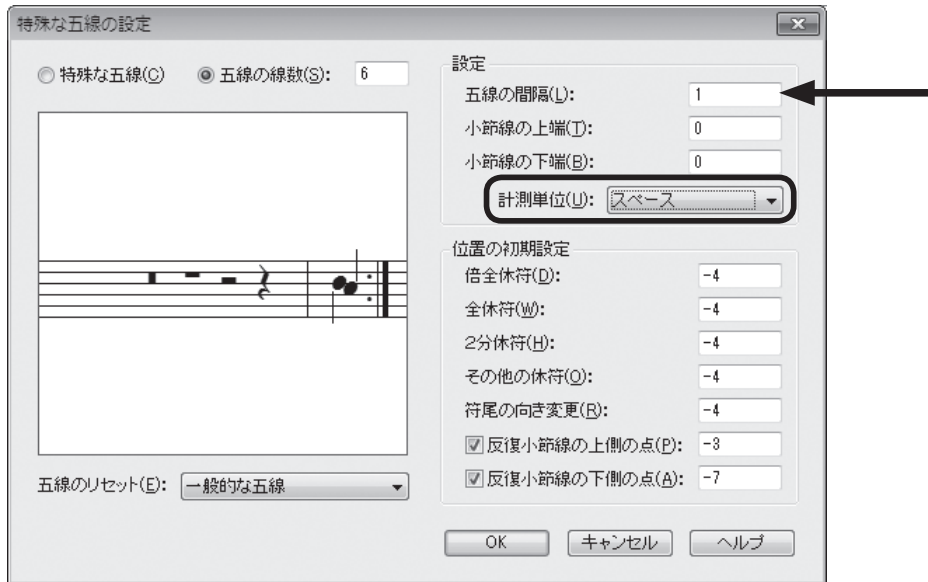 特殊な五線の設定
特殊な五線(C)
五線の線数(S): 6
五線のリセット(E): 一般的な五線
設定
五線の間隔(L): 1
小節線の上端(T): 0
小節線の下端(B): 0
計測単位(U): スペース
位置の初期設定
倍全休符(D): -4
全休符(W): -4
2分休符(H): -4
その他の休符(O): -4
符尾の向き変更(R): -4
反復小節線の上側の点(P): -3
反復小節線の下側の点(A): -7
OK
キャンセル
ヘルプ